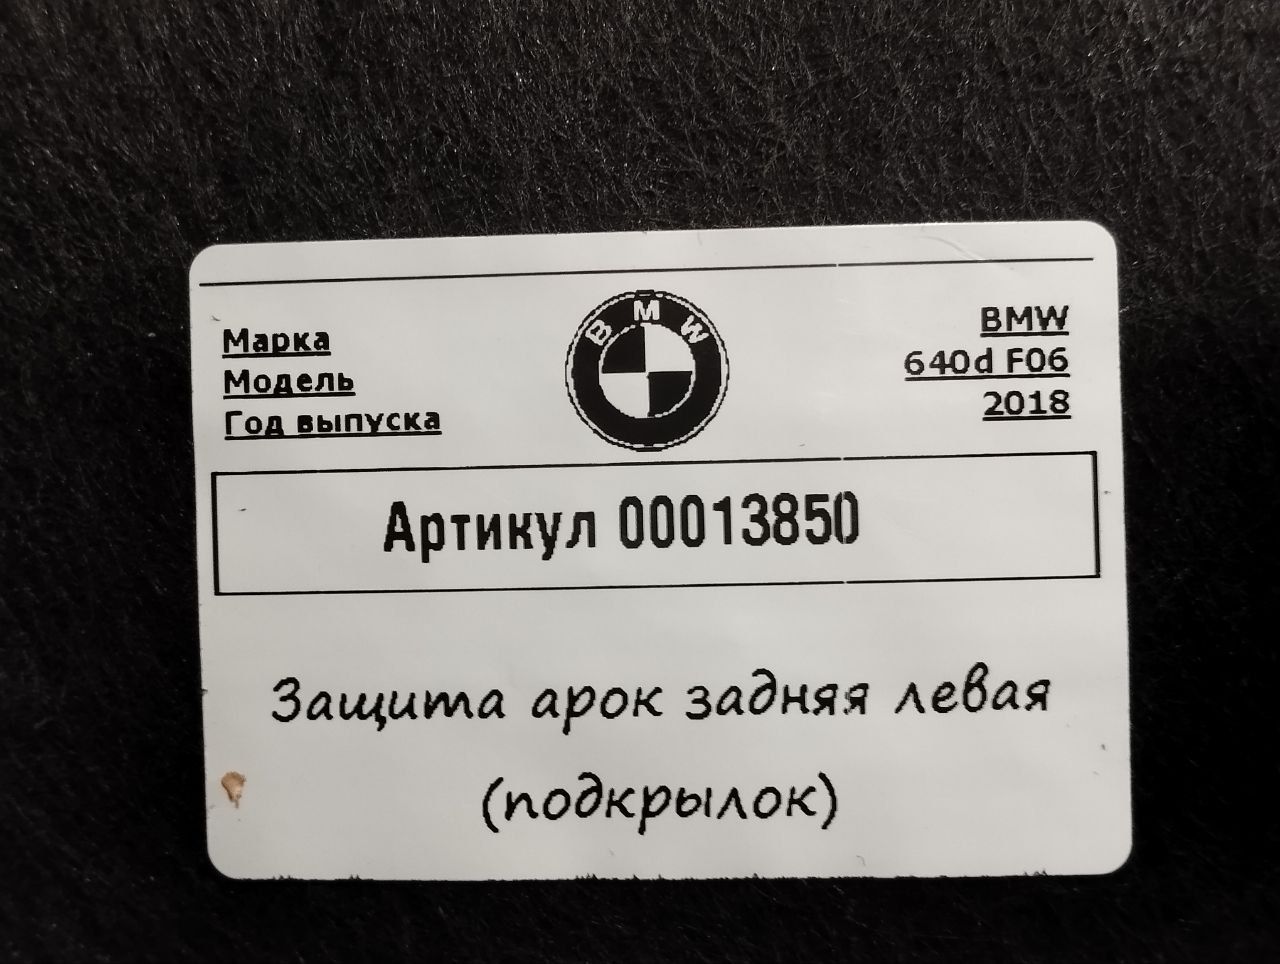 Марка
Модель
Год выпуска
BMW
BMW
640d F06
2018
Артикул 00013850
Защита арок задняя левая
(подкрылок)